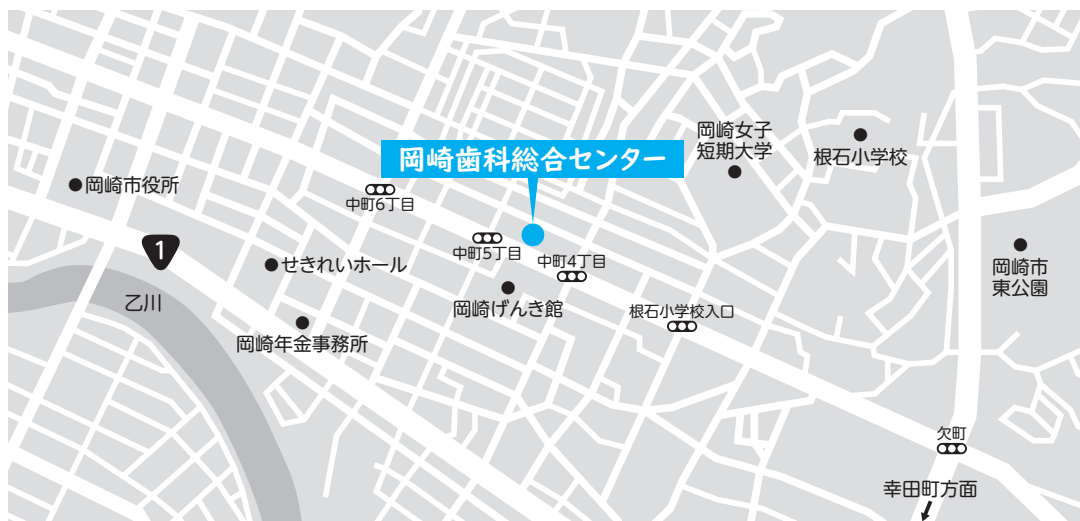 岡崎女子
短期大学
根石小学校
岡崎歯科総合センター
岡崎市役所
中町6丁目
1
せきれいホール
中町5丁目
中町4丁目
岡崎市
東公園
乙川
岡崎げんき館
根石小学校入口
岡崎年金事務所
欠町
幸田町方面